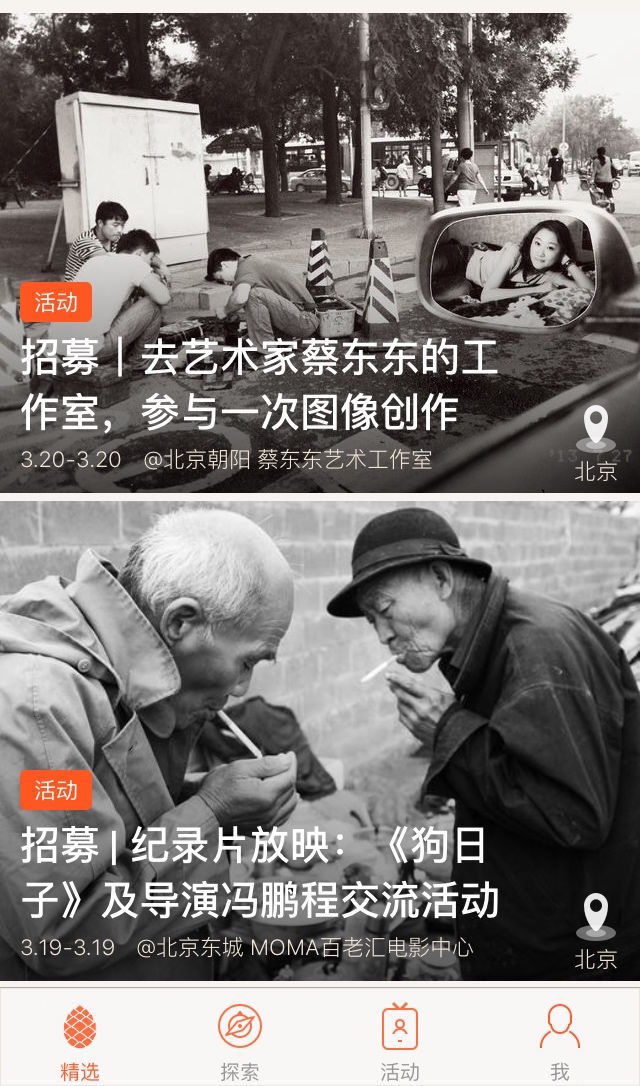 活动
招募｜去艺术家蔡东东的工
作室，参与一次图像创作
3.20-3.20 @北京朝阳 蔡东东艺术工作室
北京
活动
招募 | 纪录片放映：《狗日
子》及导演冯鹏程交流活动
3.19-3.19 @北京东城 MOMA百老汇电影中心
北京
精选 探索 活动 我